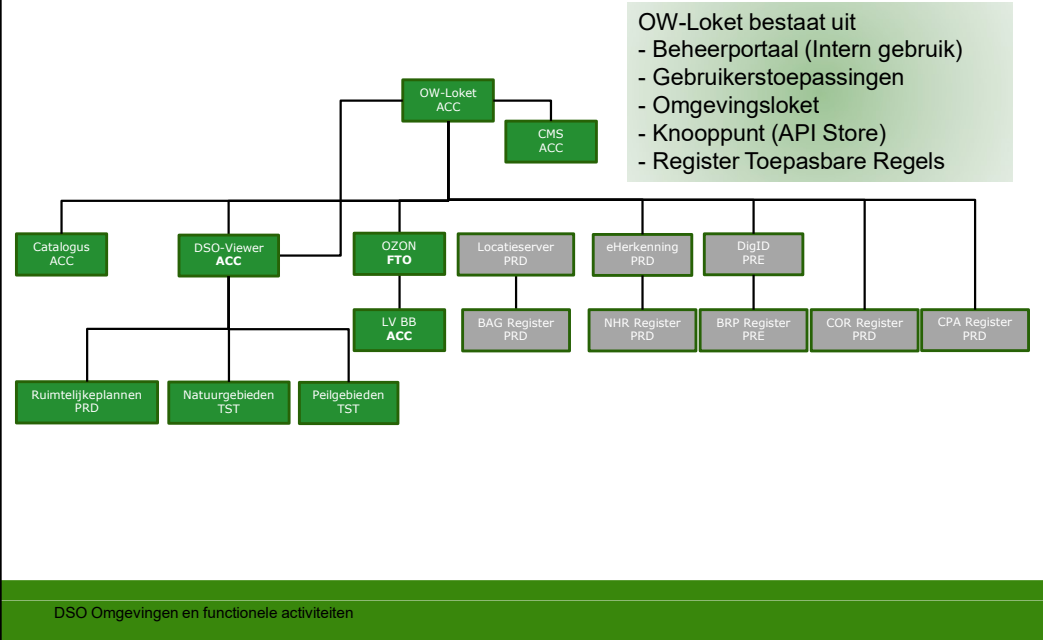 OW-Loket bestaat uit
- Beheerportaal (Intern gebruik)
- Gebruikerstoepassingen
- Omgevingsloket
- Knooppunt (API Store)
- Register Toepasbare Regels
OW-Loket
ACC
CMS
ACC
Catalogus
ACC
DSO-Viewer
ACC
OZON
FTO
Locatieserver
PRD
eHerkenning
PRD
DigID
PRE
LV BB
ACC
BAG Register
PRD
NHR Register
PRD
BRP Register
PRE
COR Register
PRD
CPA Register
PRD
Ruimtelijkeplannen
PRD
Natuurgebieden
TST
Peilgebieden
TST
DSO Omgevingen en functionele activiteiten